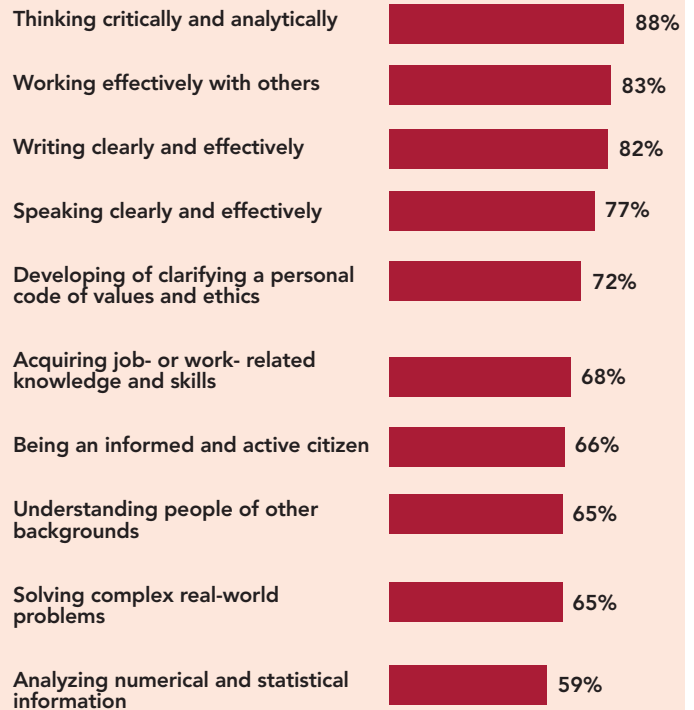 Thinking critically and analytically 88%
Working effectively with others 83%
Writing clearly and effectively 82%
Speaking clearly and effectively 77%
Developing of clarifying a personal
code of values and ethics 72%
Acquiring job- or work- related
knowledge and skills 68%
Being an informed and active citizen 66%
Understanding people of other
backgrounds 65%
Solving complex real-world
problems 65%
Analyzing numerical and statistical
information 59%